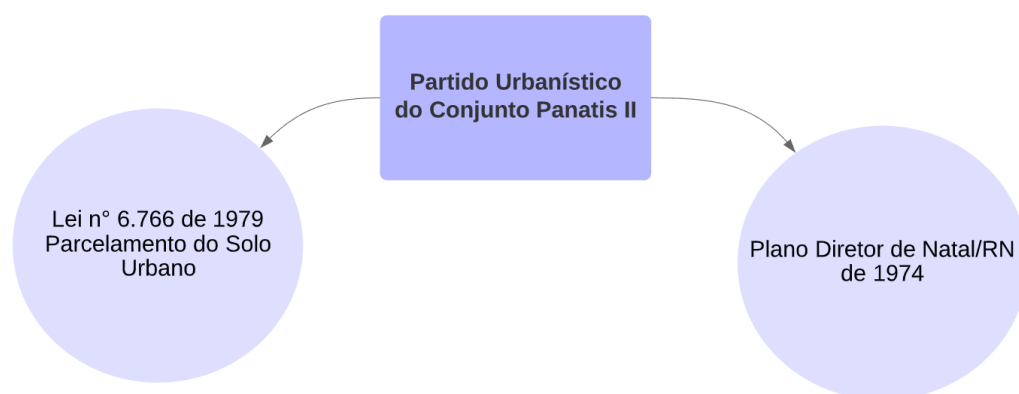 Partido Urbanístico
do Conjunto Panatis II
Lei n° 6.766 de 1979
Parcelamento do Solo
Urbano
Plano Diretor de Natal/RN
de 1974